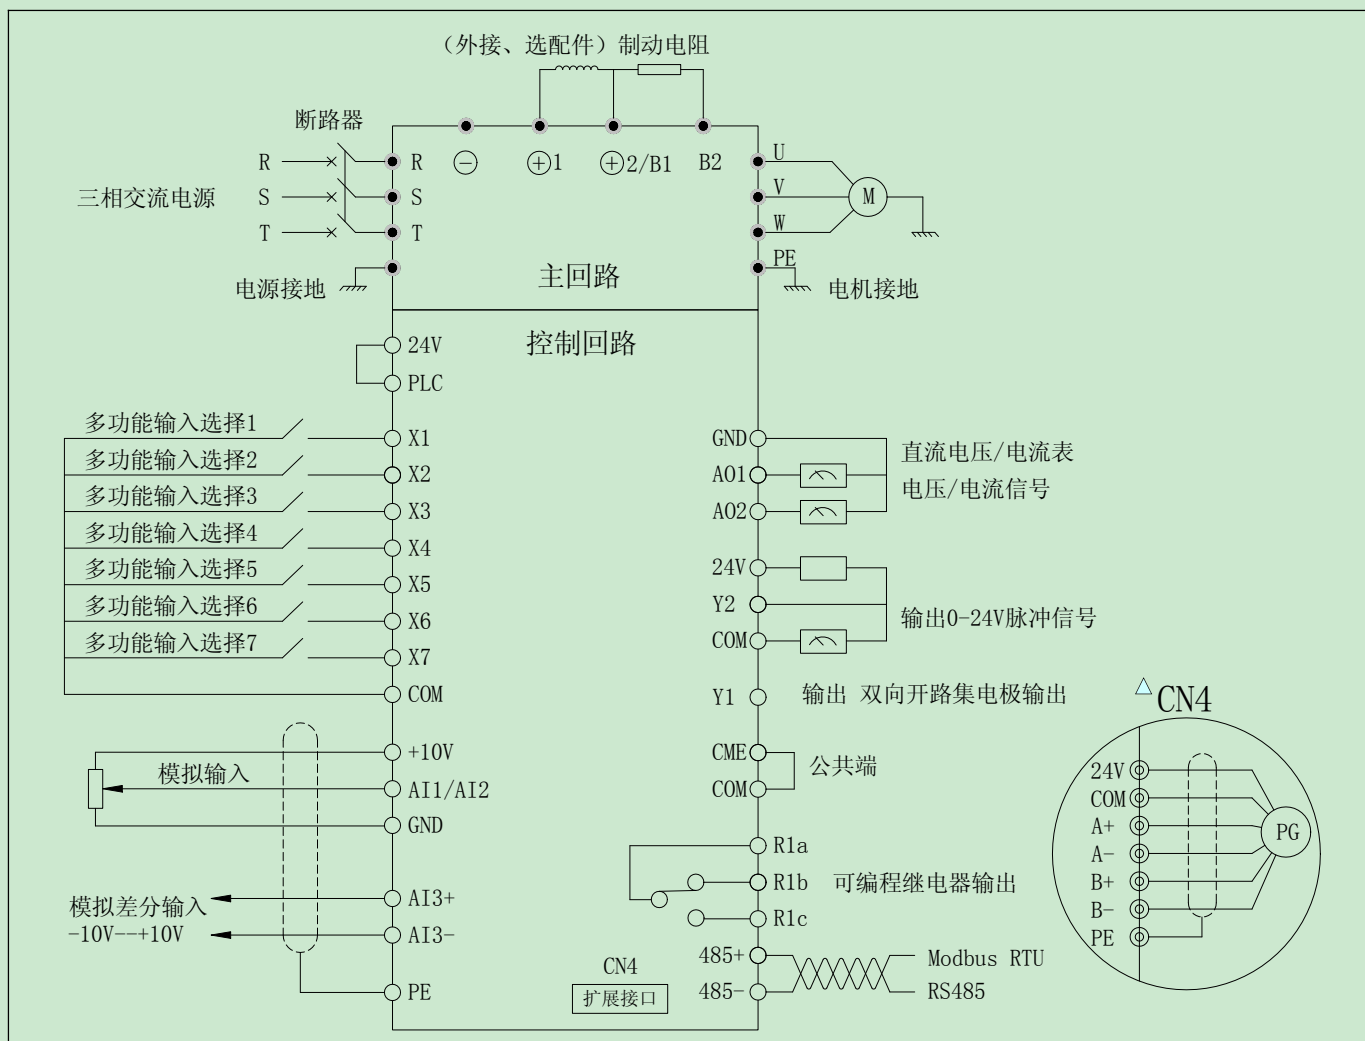 （外接、选配件）制动电阻
断路器
R
S
T
三相交流电源
电源接地
R
S
T
⊖
⊕1
⊕2/B1
B2
U
V
W
PE
M
电机接地
主回路
控制回路
24V
PLC
多功能输入选择1
X1
多功能输入选择2
X2
多功能输入选择3
X3
多功能输入选择4
X4
多功能输入选择5
X5
多功能输入选择6
X6
多功能输入选择7
X7
COM
+10V
模拟输入
AI1/AI2
GND
模拟差分输入
-10V--+10V
AI3+
AI3-
PE
GND
AO1
AO2
直流电压/电流表
电压/电流信号
24V
Y2
COM
输出0-24V脉冲信号
Y1
输出 双向开路集电极输出
CME
COM
公共端
R1a
R1b
R1c
可编程继电器输出
485+
485-
Modbus RTU
RS485
CN4
扩展接口
CN4
24V
COM
A+
A-
B+
B-
PE
PG